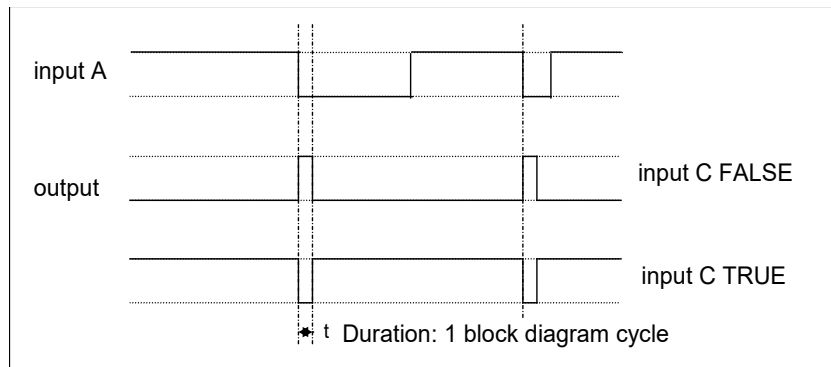 input A
output
input C FALSE
input C TRUE
t Duration: 1 block diagram cycle